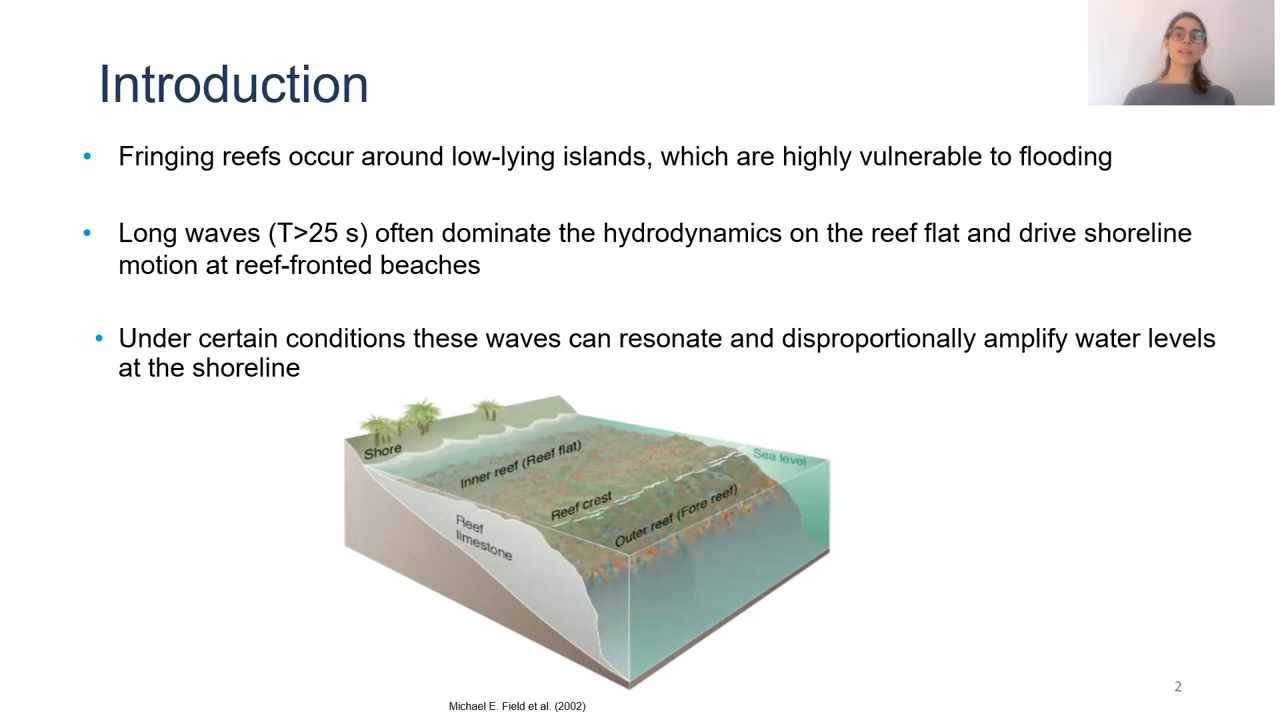 Introduction
• Fringing reefs occur around low-lying islands, which are highly vulnerable to flooding
• Long waves (T>25 s) often dominate the hydrodynamics on the reef flat and drive shoreline
motion at reef-fronted beaches
• Under certain conditions these waves can resonate and disproportionally amplify water levels
at the shoreline
Shore
Inner reef (Reef flat)
Sea level
Reef crest
Outer reef (Fore reef)
Reef
limestone
Michael E. Field et al. (2002)
2